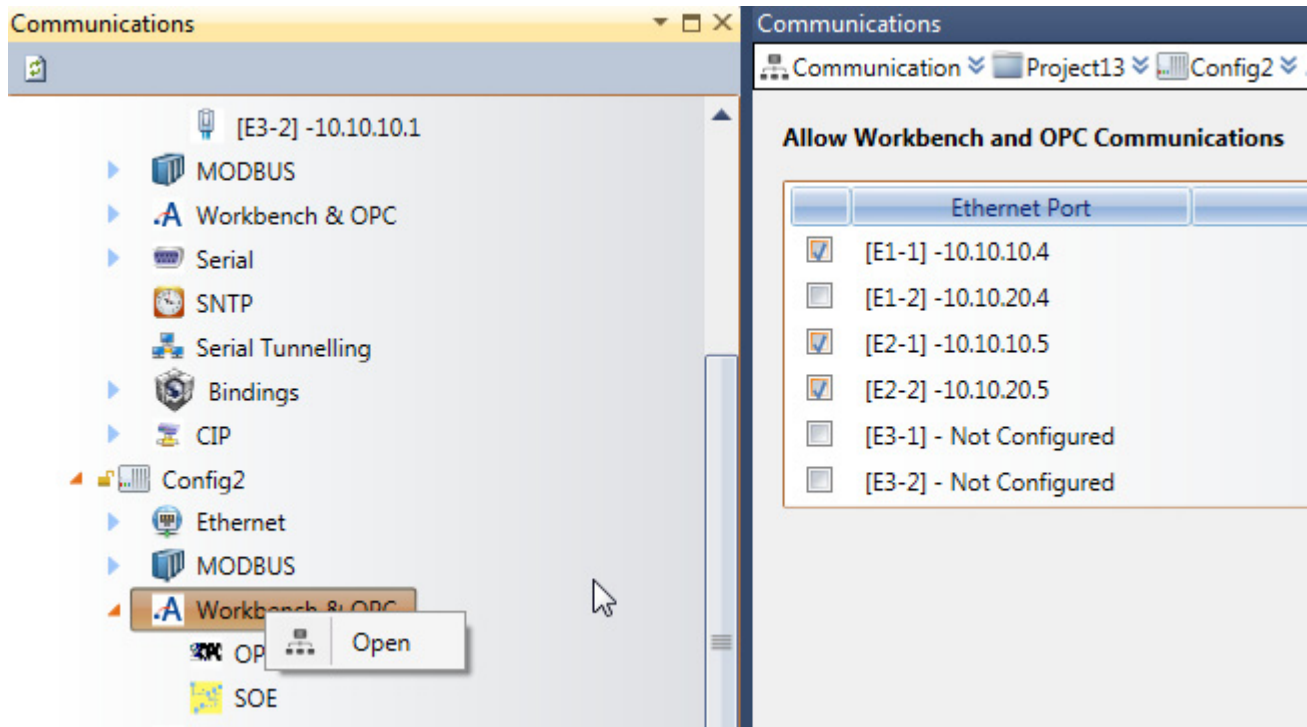 Communications
[E3-2] -10.10.10.1
MODBUS
Workbench & OPC
Serial
SNTP
Serial Tunnelling
Bindings
CIP
Config2
Ethernet
MODBUS
Workbench & OPC
Open
OP
SOE
Communications
Communication Project13 Config2
Allow Workbench and OPC Communications
Ethernet Port
[E1-1] -10.10.10.4
[E1-2] -10.10.20.4
[E2-1] -10.10.10.5
[E2-2] -10.10.20.5
[E3-1] - Not Configured
[E3-2] - Not Configured